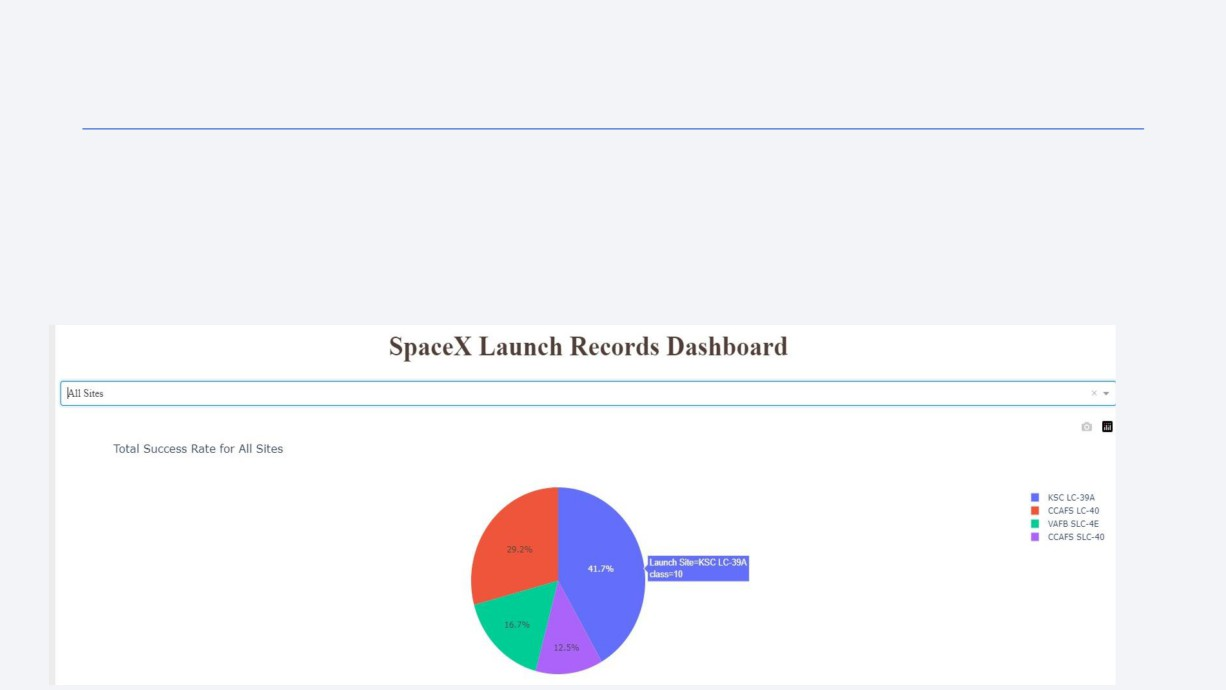 SpaceX Launch Records Dashboard
All Sites
Total Success Rate for All Sites
KSC LC-39A
CCAFS LC-40
VAFB SLC-4E
CCAFS SLC-40
29.2%
41.7%
Launch Site=KSC LC-39A
class=10
16.7%
12.5%